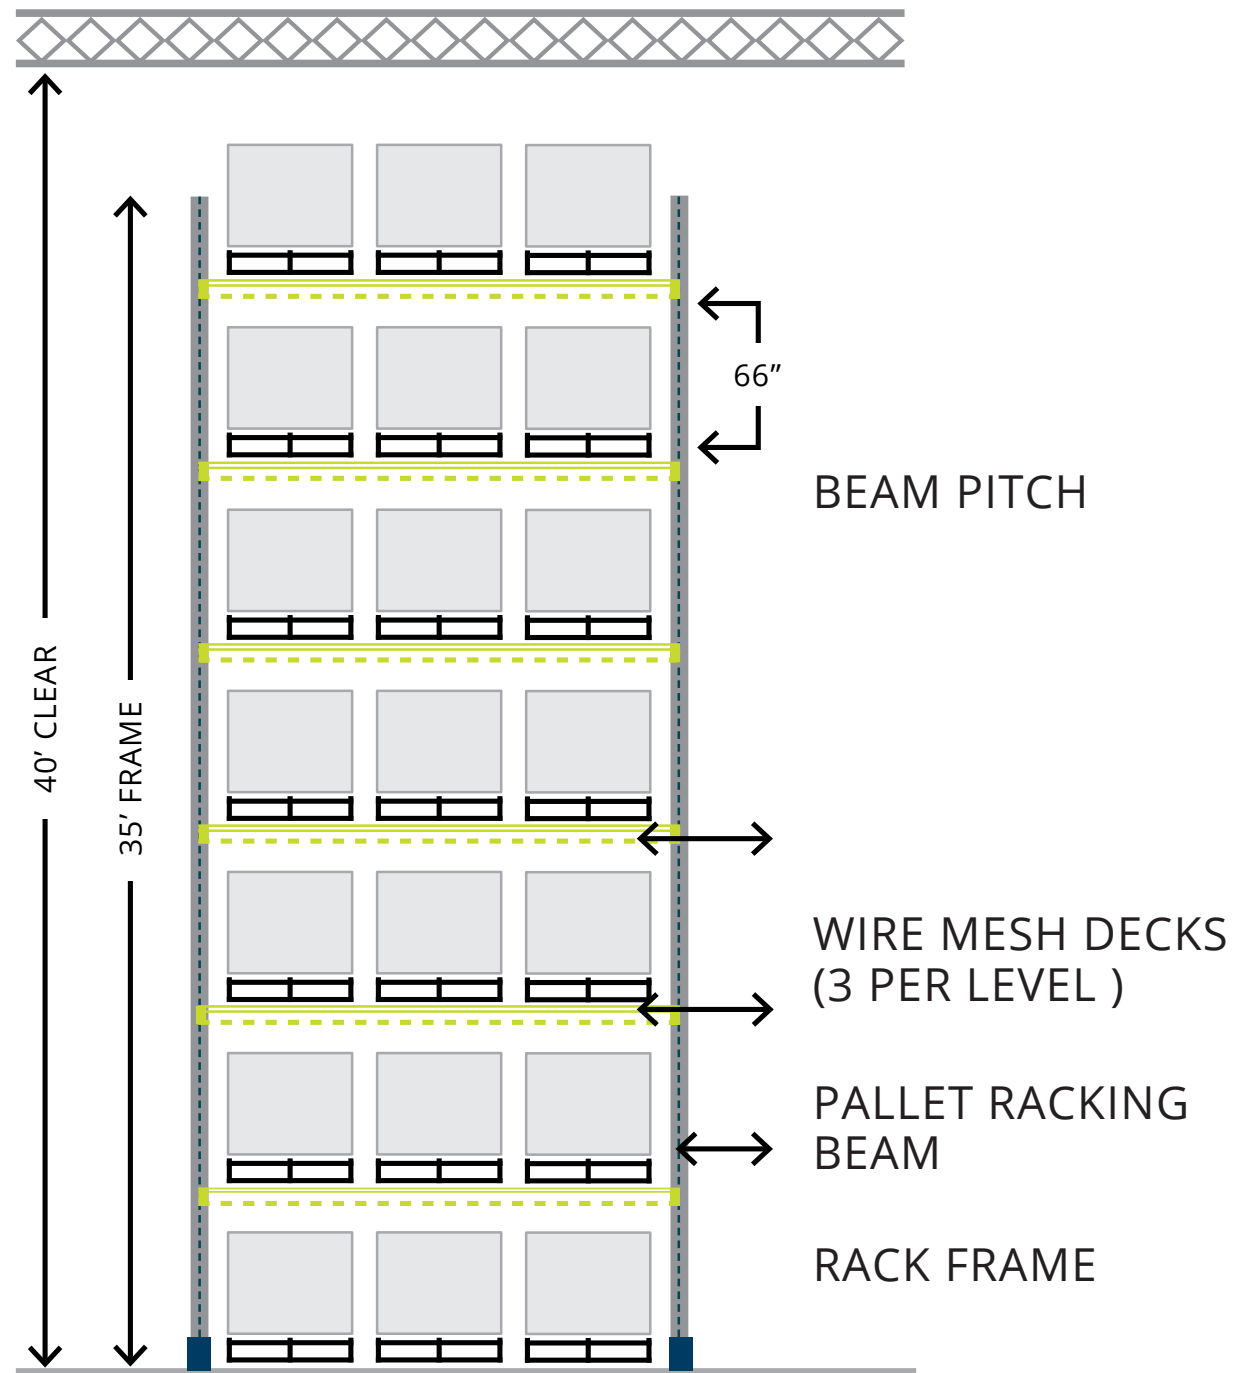 66”
BEAM PITCH
40’ CLEAR
35’ FRAME
WIRE MESH DECKS
(3 PER LEVEL )
PALLET RACKING
BEAM
RACK FRAME